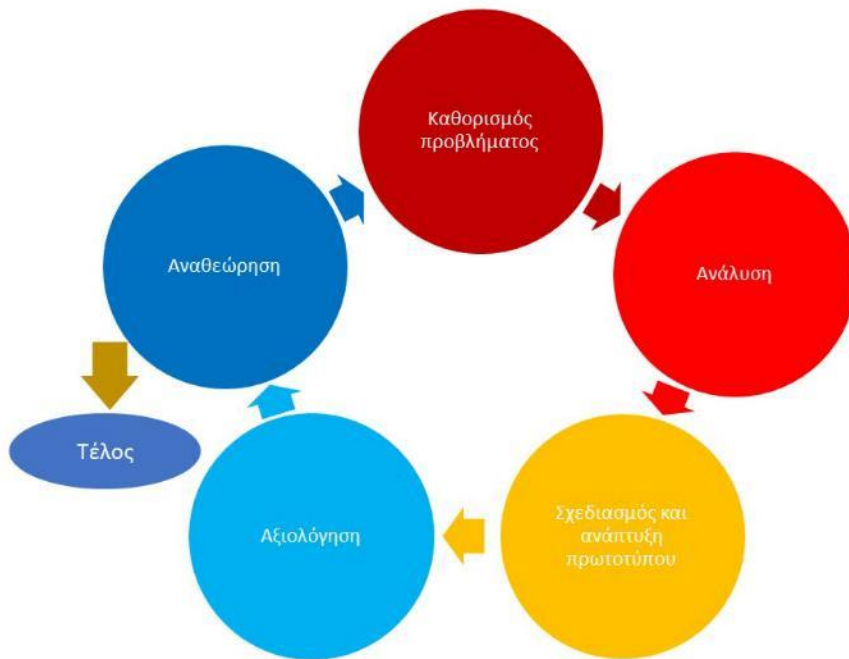 Καθορισμός
προβλήματος
Αναθεώρηση
Ανάλυση
Τέλος
Αξιολόγηση
Σχεδιασμός και
ανάπτυξη
πρωτοτύπου